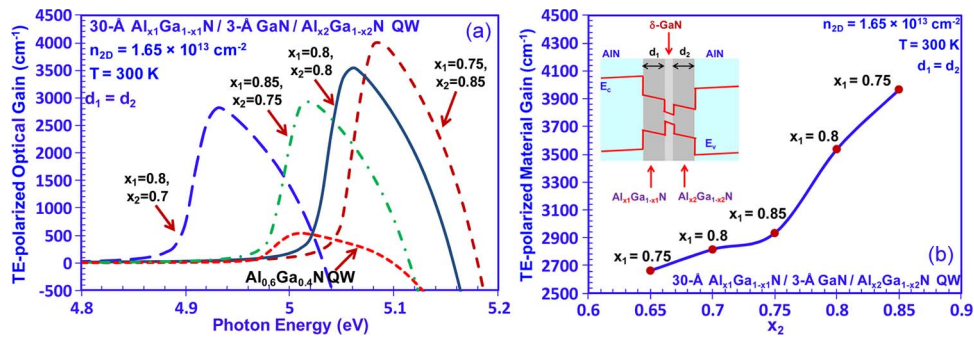 30-Å Alx1Ga1-x1N / 3-Å GaN / Alx2Ga1-x2N QW
(a)
n2D = 1.65 × 10^13 cm^-2
T = 300 K
d1 = d2
x1=0.8,
x2=0.7
x1=0.85,
x2=0.75
x1=0.8,
x2=0.8
x1=0.75,
x2=0.85
Al0,6Ga0.4N QW
TE-polarized Optical Gain (cm^-1)
4500
4000
3500
3000
2500
2000
1500
1000
500
0
-500
4.8
4.9
5
5.1
5.2
Photon Energy (eV)
n2D = 1.65 × 10^13 cm^-2
T = 300 K
d1 = d2
δ-GaN
AlN
d1
d2
AlN
Ec
Ev
Alx1Ga1-x1N
Alx2Ga1-x2N
x1 = 0.75
x1 = 0.8
x1 = 0.85
x1 = 0.8
x1 = 0.75
(b)
30-Å Alx1Ga1-x1N / 3-Å GaN / Alx2Ga1-x2N QW
TE-polarized Material Gain (cm^-1)
4500
4300
4100
3900
3700
3500
3300
3100
2900
2700
2500
0.6
0.65
0.7
0.75
0.8
0.85
0.9
x2